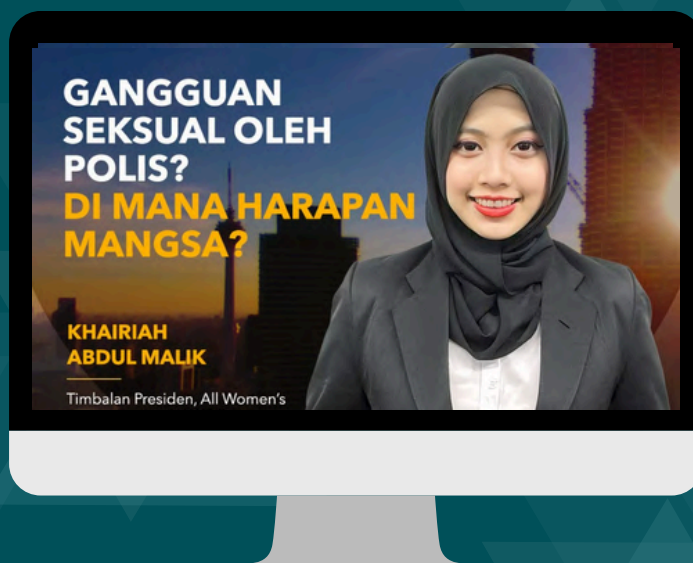 GANGGUAN
SEKSUAL OLEH
POLIS?
DI MANA HARAPAN
MANGSA?
KHAIRIAH
ABDUL MALIK
Timbalan Presiden, All Women's